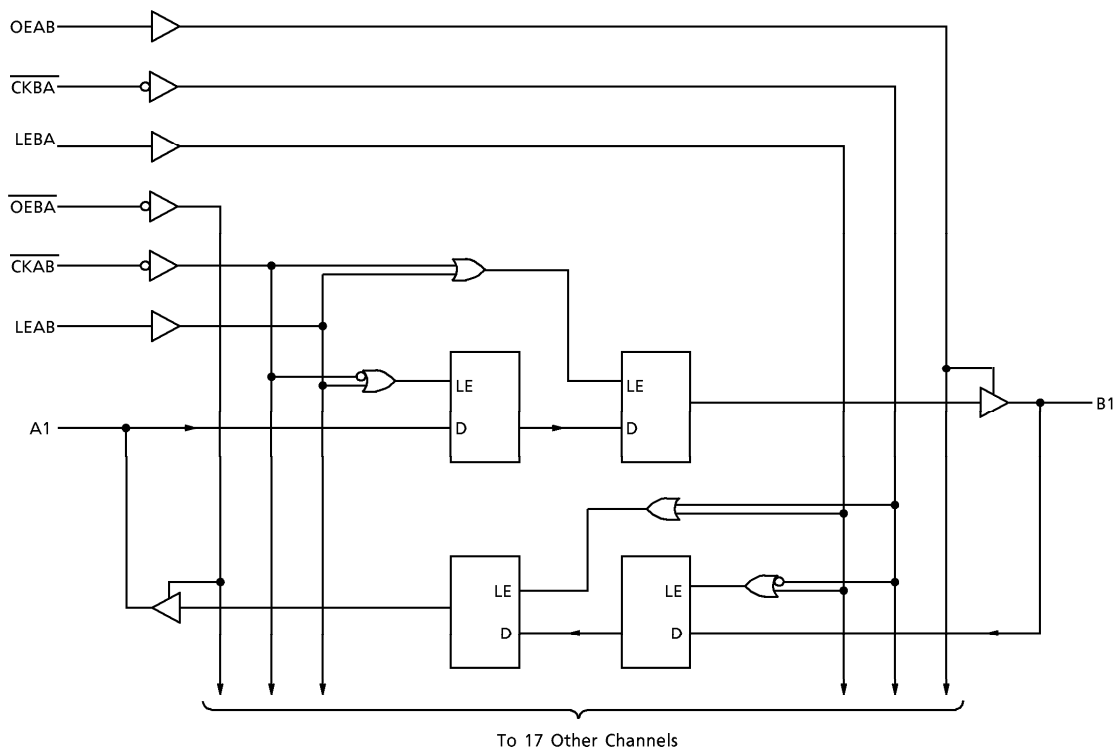 OEAB
CKBA
LEBA
OEBA
CKAB
LEAB
LE
LE
D
D
A1
B1
LE
LE
D
D
To 17 Other Channels